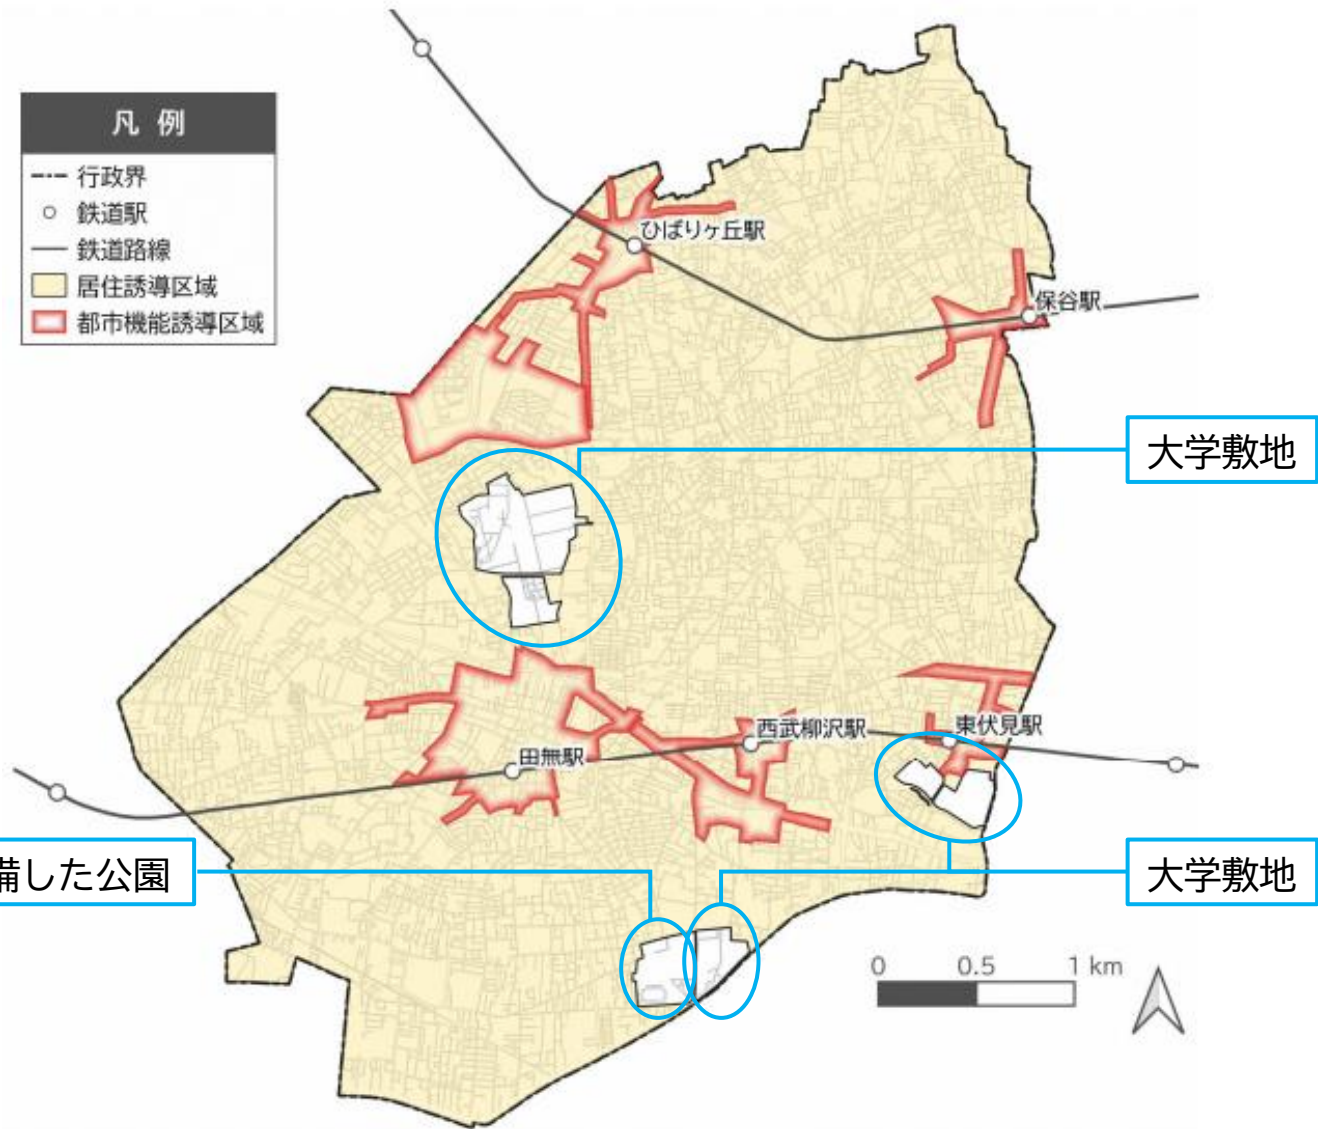 凡 例
行政界
鉄道駅
鉄道路線
居住誘導区域
都市機能誘導区域
ひばりヶ丘駅
保谷駅
大学敷地
西武柳沢駅
東伏見駅
田無駅
備した公園
大学敷地
0 0.5 1 km